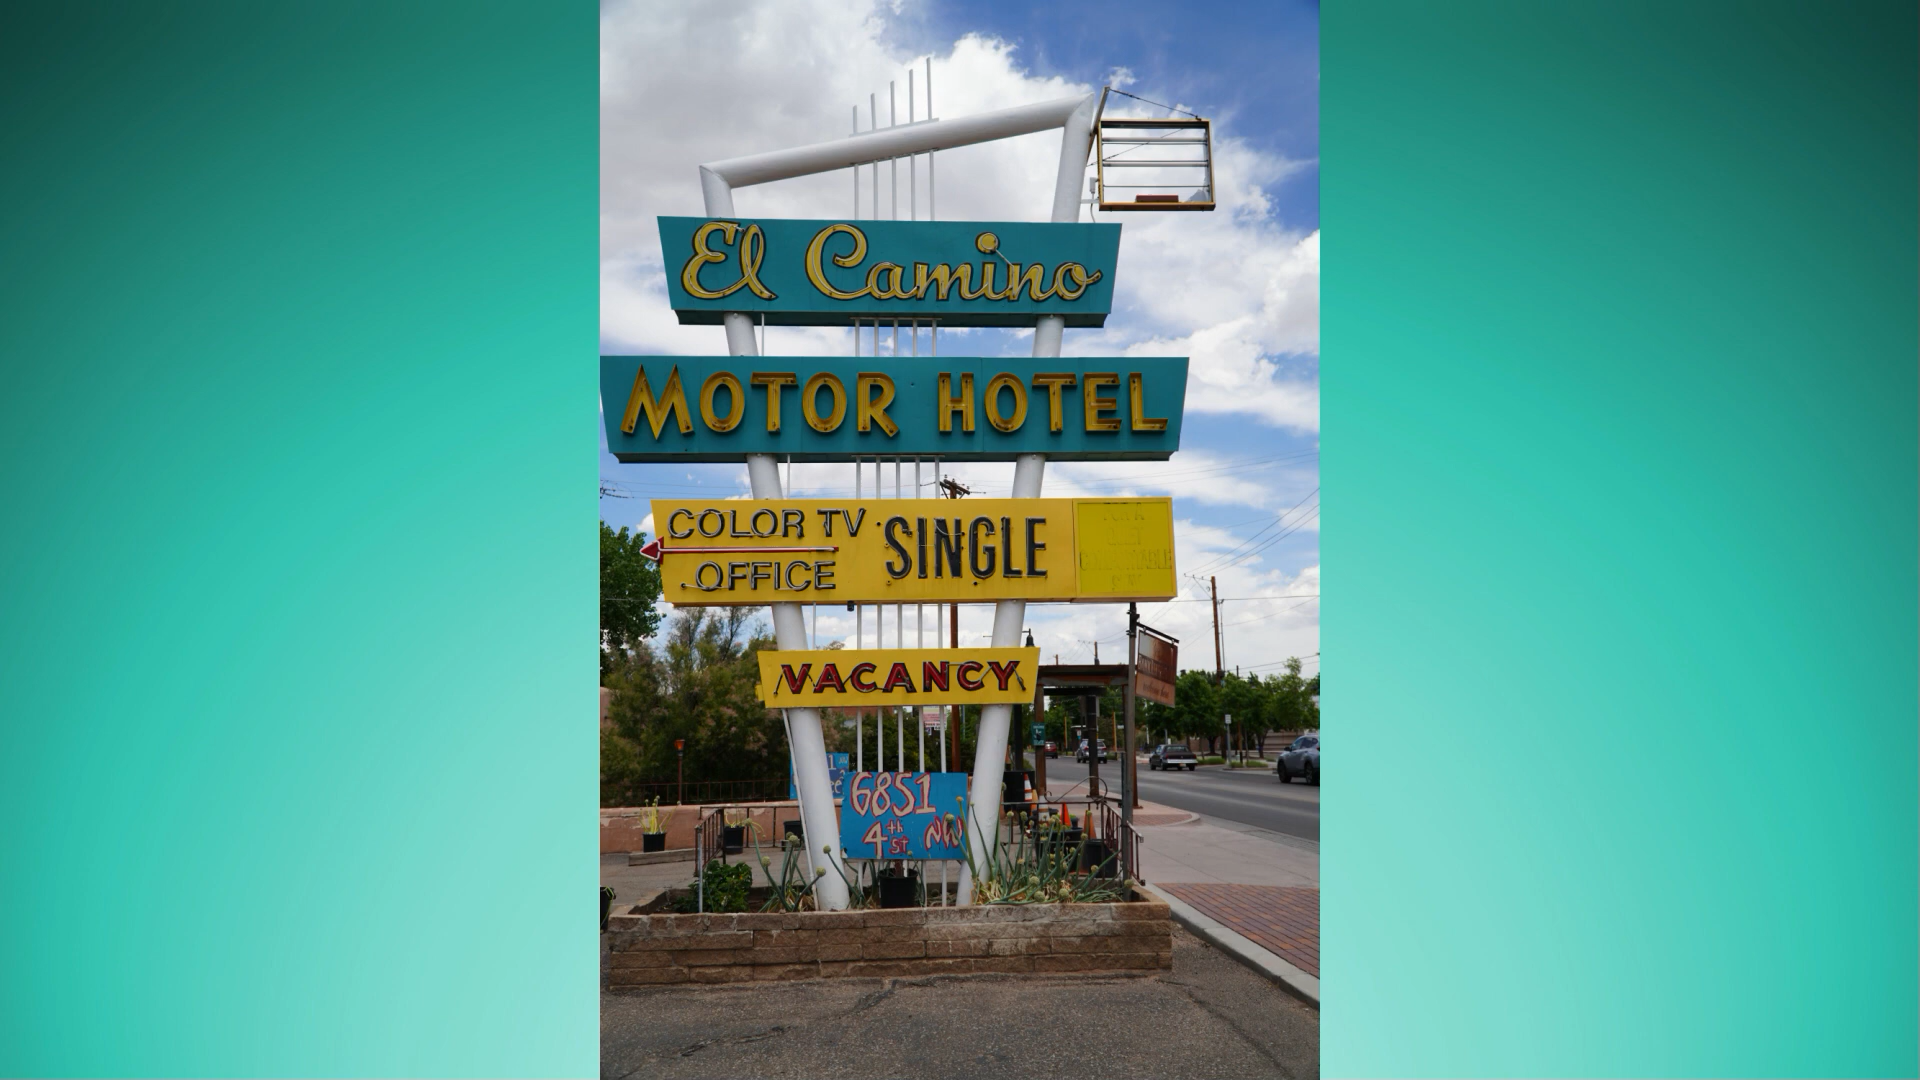 El Camino
MOTOR HOTEL
COLOR TV
OFFICE
SINGLE
VACANCY
6851
4th ST. NW